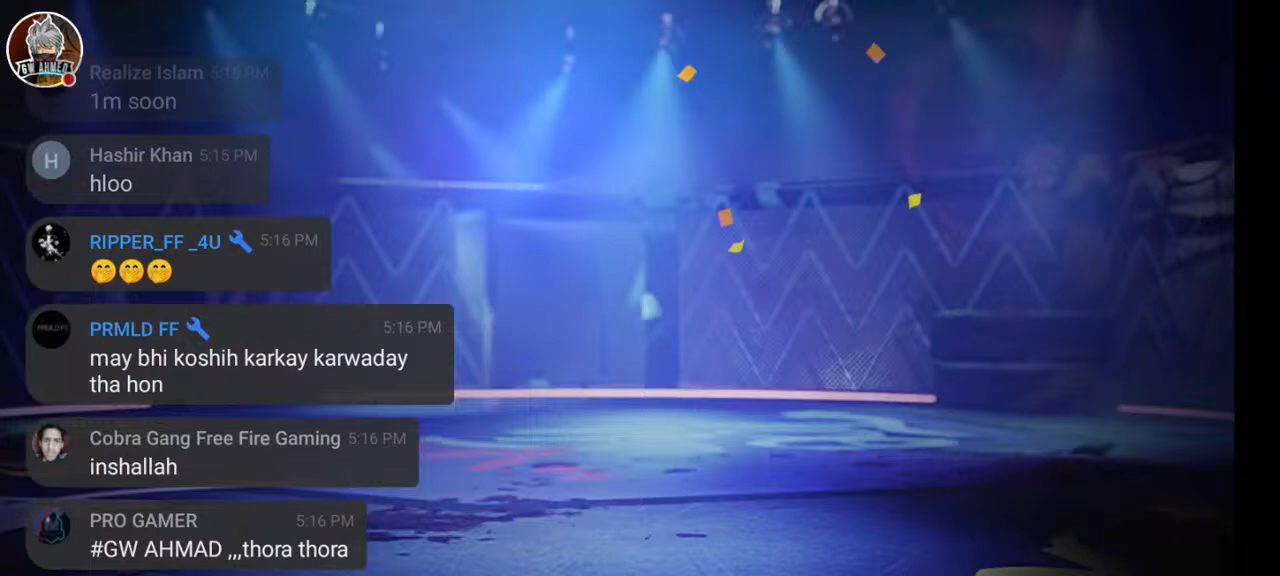 GW AHMED
Realize Islam 5:15 PM
1m soon
H
Hashir Khan 5:15 PM
hloo
RIPPER_FF _4U 5:16 PM
🤭🤭🤭
PRMLD FF 5:16 PM
may bhi koshih karkay karwaday
tha hon
Cobra Gang Free Fire Gaming 5:16 PM
inshallah
PRO GAMER 5:16 PM
#GW AHMAD ,,,thora thora